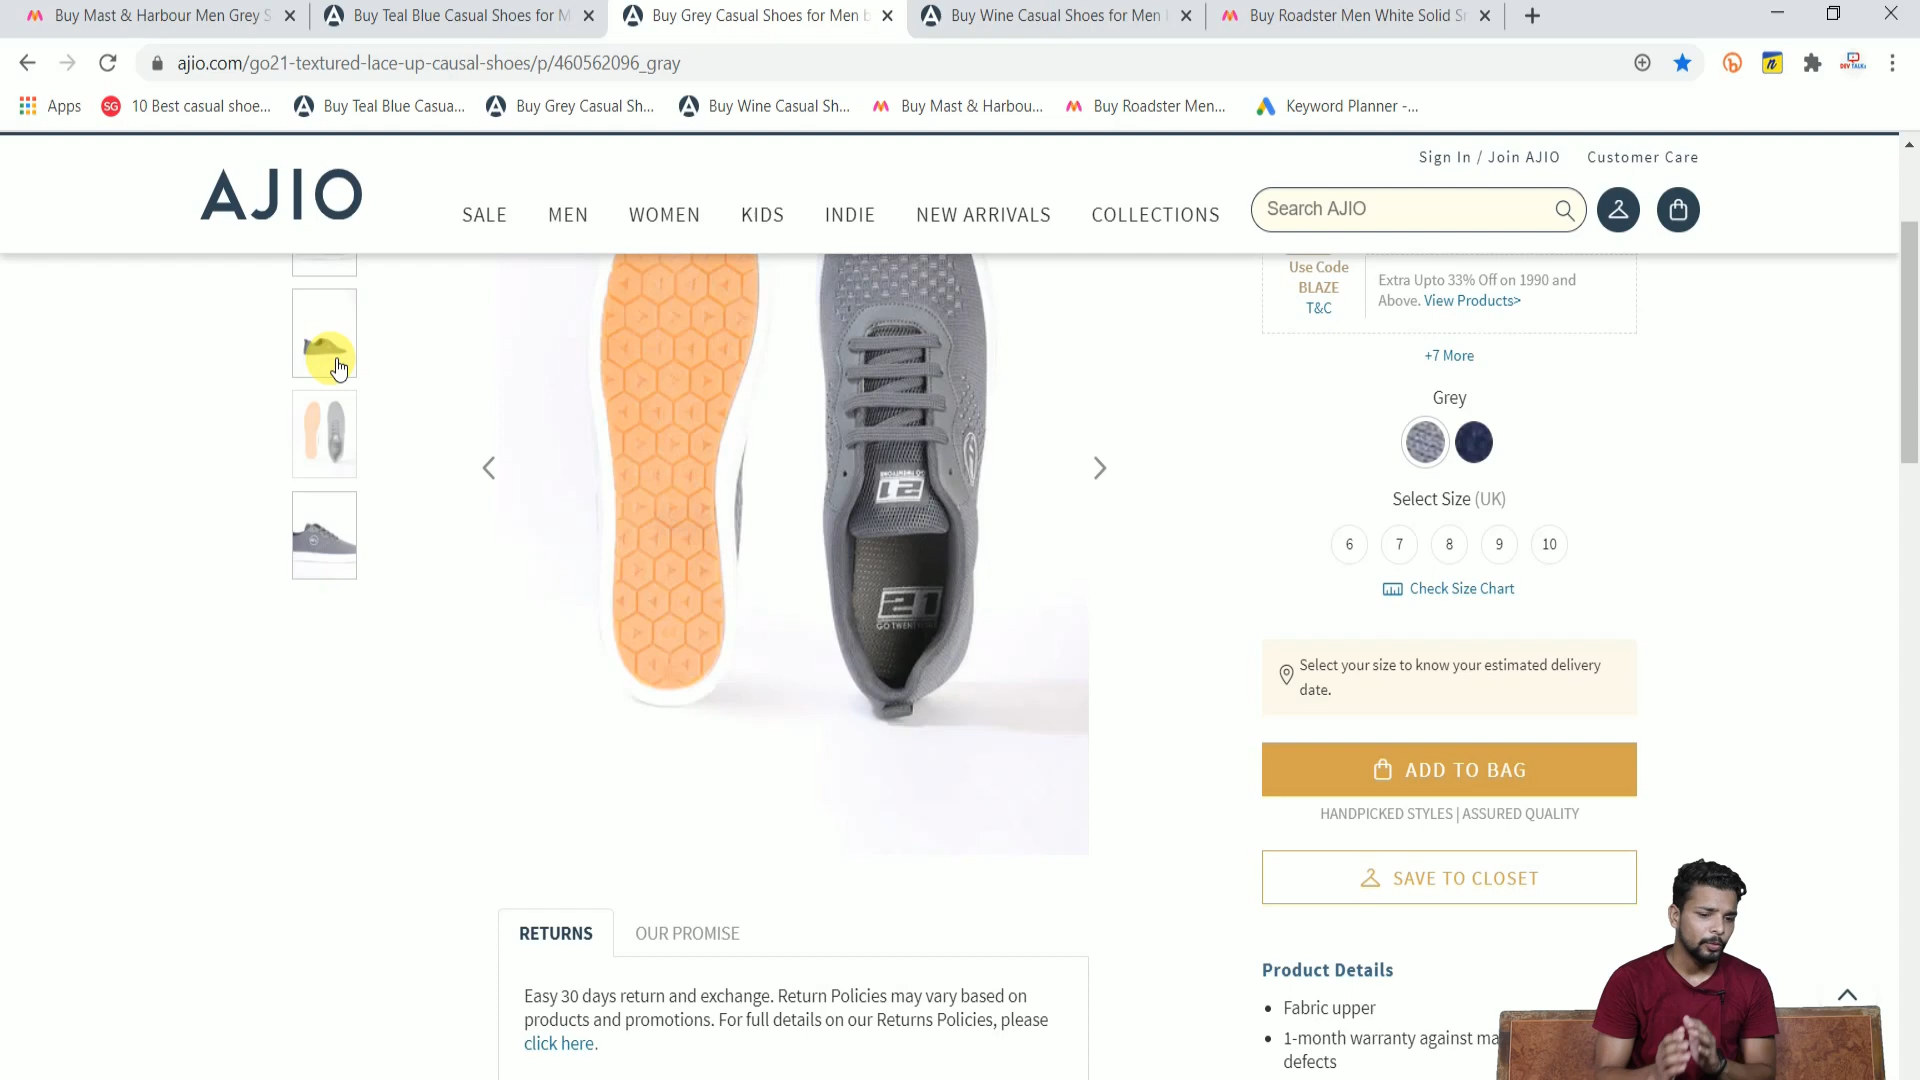 Buy Mast & Harbour Men Grey S
Buy Teal Blue Casual Shoes for M
Buy Grey Casual Shoes for Men b
Buy Wine Casual Shoes for Men
Buy Roadster Men White Solid Sn
ajio.com/go21-textured-lace-up-causal-shoes/p/460562096_gray
Apps
SG
10 Best casual shoe...
Buy Teal Blue Casua...
Buy Grey Casual Sh...
Buy Wine Casual Sh...
Buy Mast & Harbou...
Buy Roadster Men...
Keyword Planner -...
Sign In / Join AJIO
Customer Care
AJIO
SALE
MEN
WOMEN
KIDS
INDIE
NEW ARRIVALS
COLLECTIONS
Search AJIO
Use Code
BLAZE
T&C
Extra Upto 33% Off on 1990 and
Above. View Products>
+7 More
Grey
Select Size (UK)
6
7
8
9
10
Check Size Chart
21
21
Select your size to know your estimated delivery
date.
ADD TO BAG
HANDPICKED STYLES | ASSURED QUALITY
SAVE TO CLOSET
RETURNS
OUR PROMISE
Easy 30 days return and exchange. Return Policies may vary based on
products and promotions. For full details on our Returns Policies, please
click here.
Product Details
• Fabric upper
• 1-month warranty against ma
defects